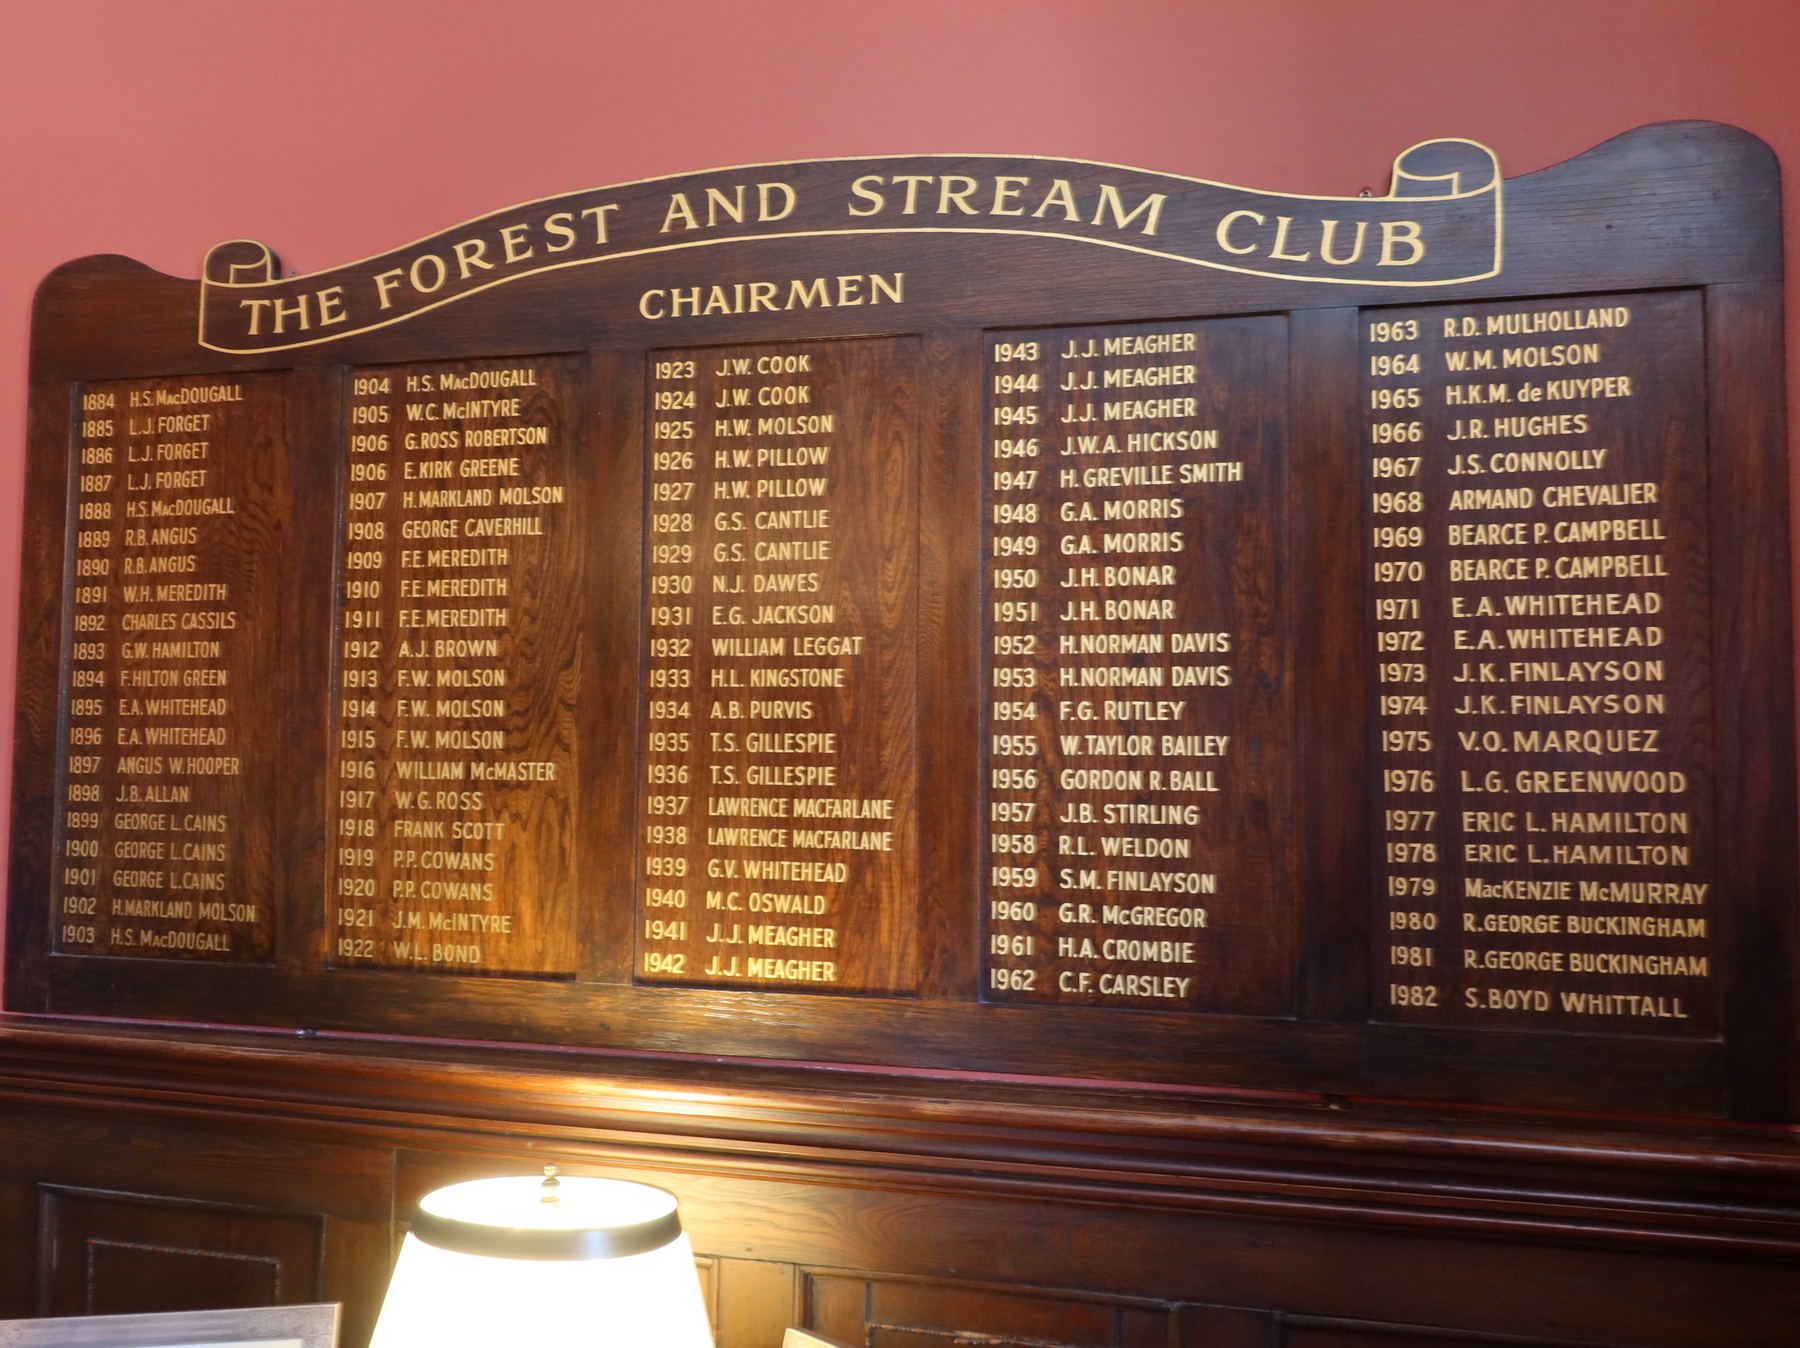 THE FOREST AND STREAM CLUB
CHAIRMEN
1884 H.S. MacDOUGALL
1885 L.J. FORGET
1886 L.J. FORGET
1887 L.J. FORGET
1888 H.S. MacDOUGALL
1889 R.B. ANGUS
1890 R.B. ANGUS
1891 W.H. MEREDITH
1892 CHARLES CASSILS
1893 G.W. HAMILTON
1894 F. HILTON GREEN
1895 E.A. WHITEHEAD
1896 E.A. WHITEHEAD
1897 ANGUS W. HOOPER
1898 J.B. ALLAN
1899 GEORGE L. CAINS
1900 GEORGE L. CAINS
1901 GEORGE L. CAINS
1902 H. MARKLAND MOLSON
1903 H.S. MacDOUGALL
1904 H.S. MacDOUGALL
1905 W.C. McINTYRE
1906 G. ROSS ROBERTSON
1906 E. KIRK GREENE
1907 H. MARKLAND MOLSON
1908 GEORGE CAVERHILL
1909 F.E. MEREDITH
1910 F.E. MEREDITH
1911 F.E. MEREDITH
1912 A.J. BROWN
1913 F.W. MOLSON
1914 F.W. MOLSON
1915 F.W. MOLSON
1916 WILLIAM McMASTER
1917 W.G. ROSS
1918 FRANK SCOTT
1919 P.P. COWANS
1920 P.P. COWANS
1921 J.M. McINTYRE
1922 W.L. BOND
1923 J.W. COOK
1924 J.W. COOK
1925 H.W. MOLSON
1926 H.W. PILLOW
1927 H.W. PILLOW
1928 G.S. CANTLIE
1929 G.S. CANTLIE
1930 N.J. DAWES
1931 E.G. JACKSON
1932 WILLIAM LEGGAT
1933 H.L. KINGSTONE
1934 A.B. PURVIS
1935 T.S. GILLESPIE
1936 T.S. GILLESPIE
1937 LAWRENCE MACFARLANE
1938 LAWRENCE MACFARLANE
1939 G.V. WHITEHEAD
1940 M.C. OSWALD
1941 J.J. MEAGHER
1942 J.J. MEAGHER
1943 J.J. MEAGHER
1944 J.J. MEAGHER
1945 J.J. MEAGHER
1946 J.W.A. HICKSON
1947 H. GREVILLE SMITH
1948 G.A. MORRIS
1949 G.A. MORRIS
1950 J.H. BONAR
1951 J.H. BONAR
1952 H. NORMAN DAVIS
1953 H. NORMAN DAVIS
1954 F.G. RUTLEY
1955 W. TAYLOR BAILEY
1956 GORDON R. BALL
1957 J.B. STIRLING
1958 R.L. WELDON
1959 S.M. FINLAYSON
1960 G.R. McGREGOR
1961 H.A. CROMBIE
1962 C.F. CARSLEY
1963 R.D. MULHOLLAND
1964 W.M. MOLSON
1965 H.K.M. de KUYPER
1966 J.R. HUGHES
1967 J.S. CONNOLLY
1968 ARMAND CHEVALIER
1969 BEARCE P. CAMPBELL
1970 BEARCE P. CAMPBELL
1971 E.A. WHITEHEAD
1972 E.A. WHITEHEAD
1973 J.K. FINLAYSON
1974 J.K. FINLAYSON
1975 V.O. MARQUEZ
1976 L.G. GREENWOOD
1977 ERIC L. HAMILTON
1978 ERIC L. HAMILTON
1979 MacKENZIE McMURRAY
1980 R. GEORGE BUCKINGHAM
1981 R. GEORGE BUCKINGHAM
1982 S. BOYD WHITTALL